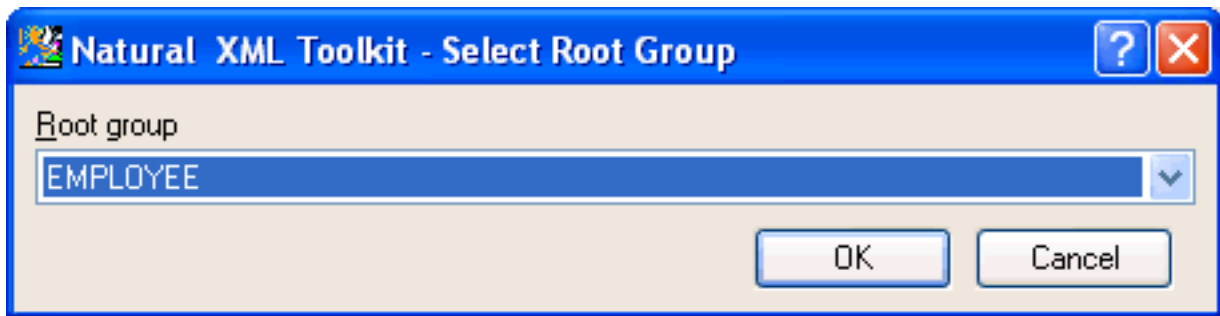 Natural XML Toolkit - Select Root Group
?
Root group
EMPLOYEE
OK Cancel